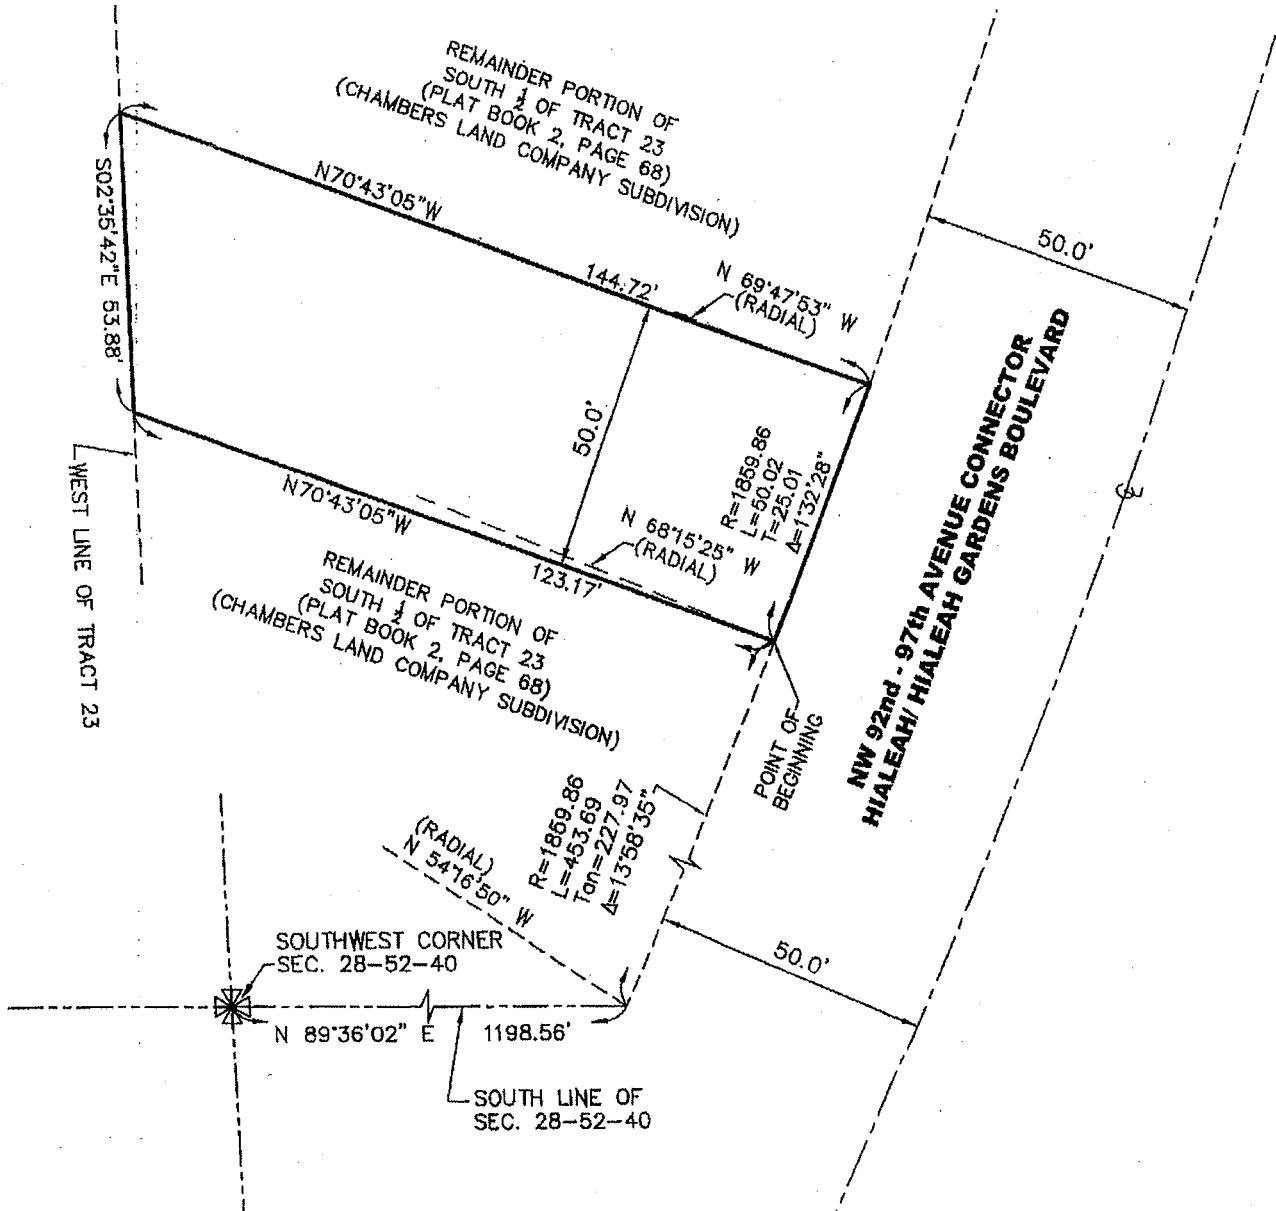 REMAINDER PORTION OF
SOUTH ½ OF TRACT 23
(PLAT BOOK 2, PAGE 68)
(CHAMBERS LAND COMPANY SUBDIVISION)
N70°43'05"W
144.72'
N 69°47'53" W
(RADIAL)
50.0'
S02°35'42"E 53.88'
50.0'
R=1859.86
L=50.02
T=25.01
Δ=1°32'28"
NW 92nd - 97th AVENUE CONNECTOR
HIALEAH/ HIALEAH GARDENS BOULEVARD
WEST LINE OF TRACT 23
N70°43'05"W
123.17'
N 68°15'25" W
(RADIAL)
REMAINDER PORTION OF
SOUTH ½ OF TRACT 23
(PLAT BOOK 2, PAGE 68)
(CHAMBERS LAND COMPANY SUBDIVISION)
POINT OF
BEGINNING
R=1859.86
L=453.69
Tan=227.97
Δ=13°58'35"
(RADIAL)
N 54°16'50" W
50.0'
SOUTHWEST CORNER
SEC. 28-52-40
N 89°36'02" E 1198.56'
SOUTH LINE OF
SEC. 28-52-40